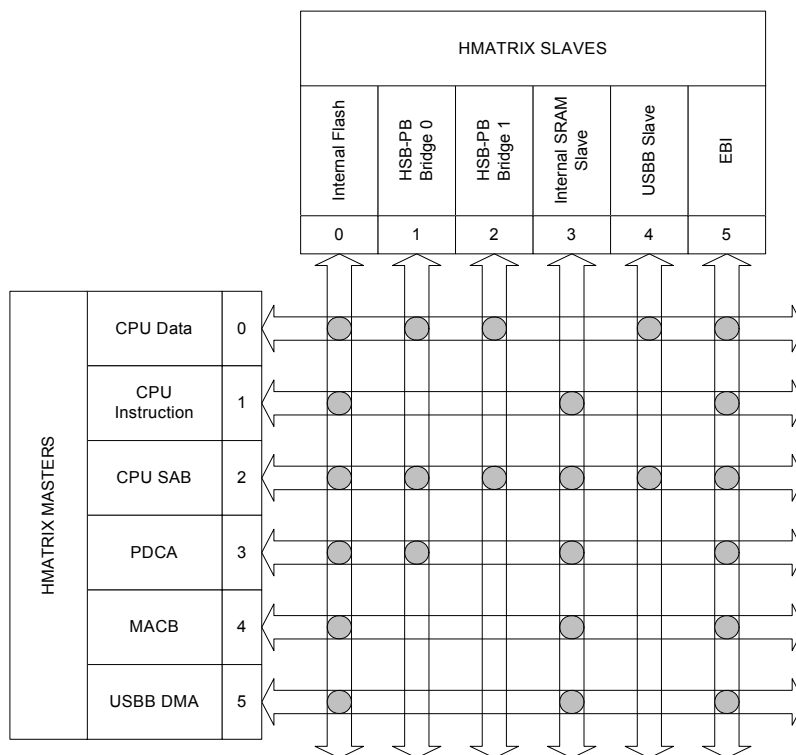 HMATRIX SLAVES
Internal Flash
HSB-PB
Bridge 0
HSB-PB
Bridge 1
Internal SRAM
Slave
USBB Slave
EBI
0
1
2
3
4
5
HMATRIX MASTERS
CPU Data
0
CPU
Instruction
1
CPU SAB
2
PDCA
3
MACB
4
USBB DMA
5